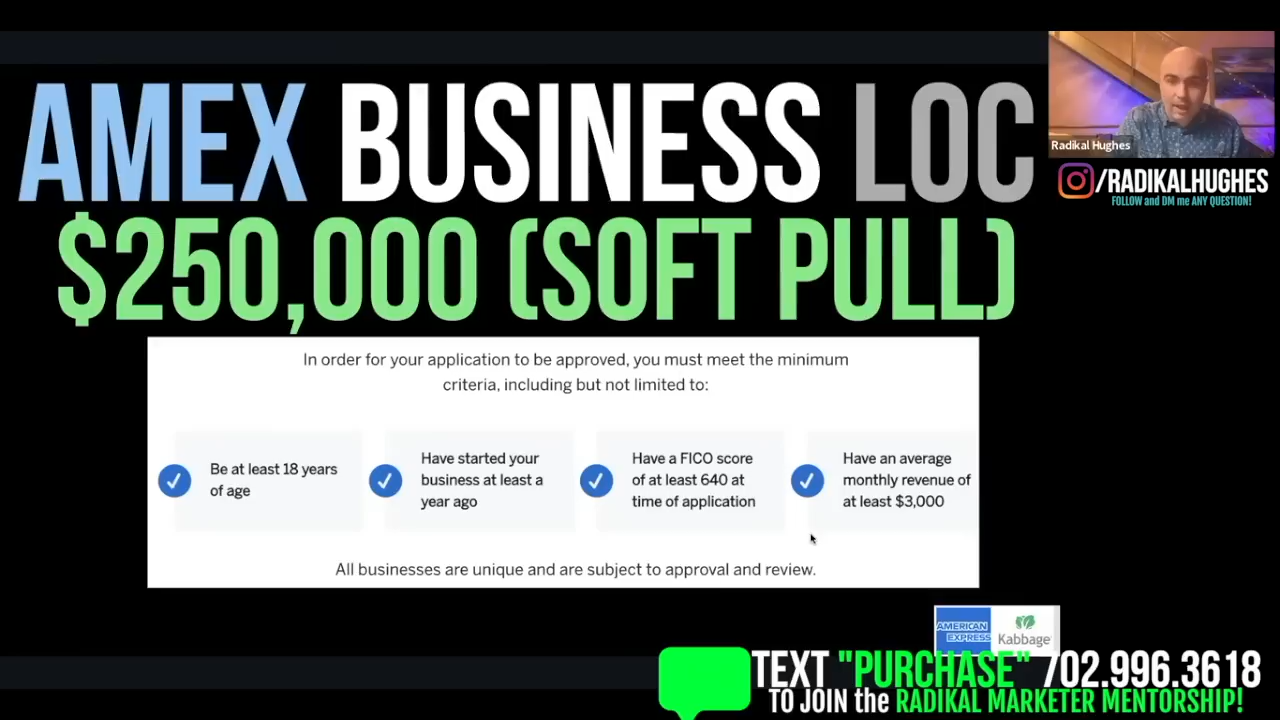 AMEX BUSINESS LOC
$250,000 (SOFT PULL)
Radikal Hughes
/RADIKALHUGHES
FOLLOW and DM me ANY QUESTION!
In order for your application to be approved, you must meet the minimum
criteria, including but not limited to:
Be at least 18 years
of age
Have started your
business at least a
year ago
Have a FICO score
of at least 640 at
time of application
Have an average
monthly revenue of
at least $3,000
All businesses are unique and are subject to approval and review.
AMERICAN
EXPRESS
Kabbage
TEXT "PURCHASE" 702.996.3618
TO JOIN the RADIKAL MARKETER MENTORSHIP!